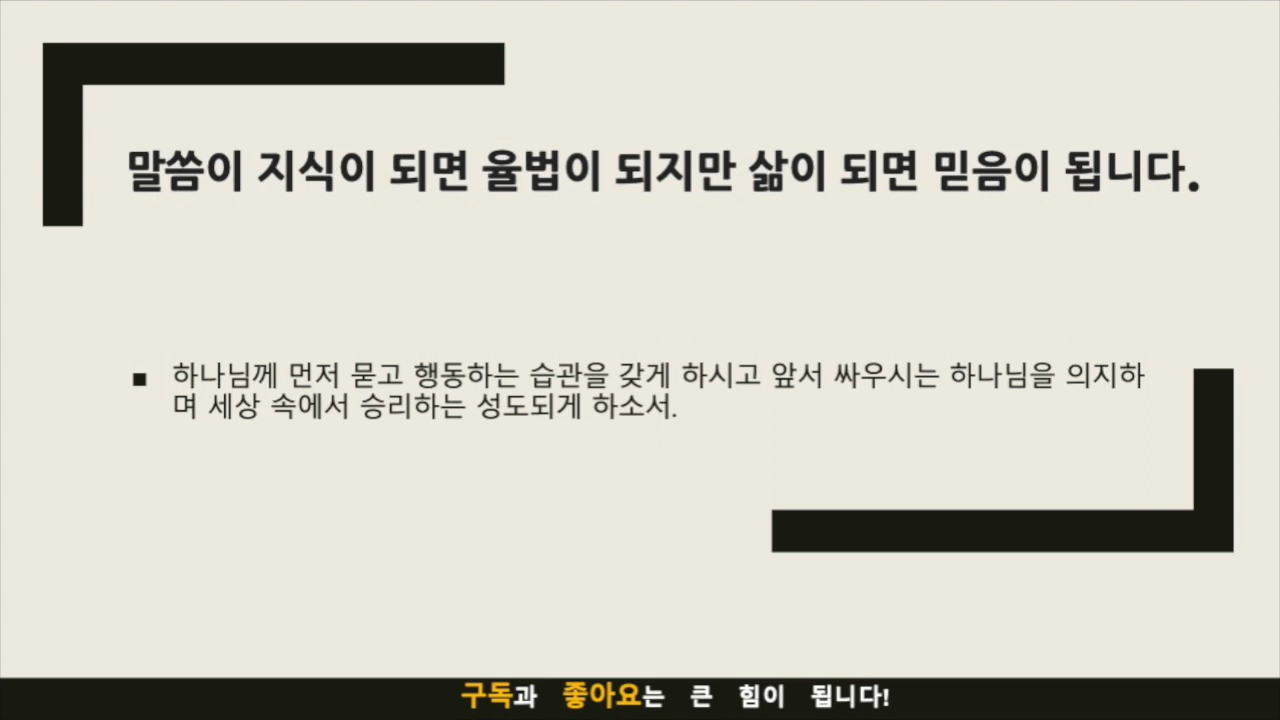 말씀이 지식이 되면 율법이 되지만 삶이 되면 믿음이 됩니다.
▪ 하나님께 먼저 묻고 행동하는 습관을 갖게 하시고 앞서 싸우시는 하나님을 의지하
며 세상 속에서 승리하는 성도되게 하소서.
구독과 좋아요는 큰 힘이 됩니다!